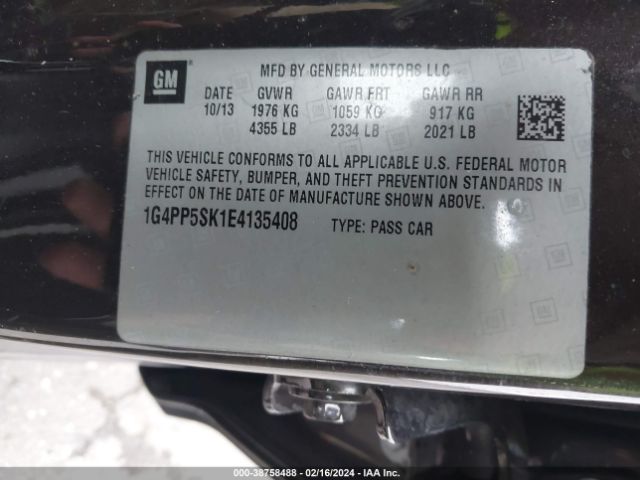 GM
MFD BY GENERAL MOTORS LLC
DATE GVWR GAWR FRT GAWR RR
10/13 1976 KG 1059 KG 917 KG
4355 LB 2334 LB 2021 LB
THIS VEHICLE CONFORMS TO ALL APPLICABLE U.S. FEDERAL MOTOR
VEHICLE SAFETY, BUMPER, AND THEFT PREVENTION STANDARDS IN
EFFECT ON THE DATE OF MANUFACTURE SHOWN ABOVE.
1G4PP5SK1E4135408 TYPE: PASS CAR
000-38758488 - 02/16/2024 - IAA Inc.